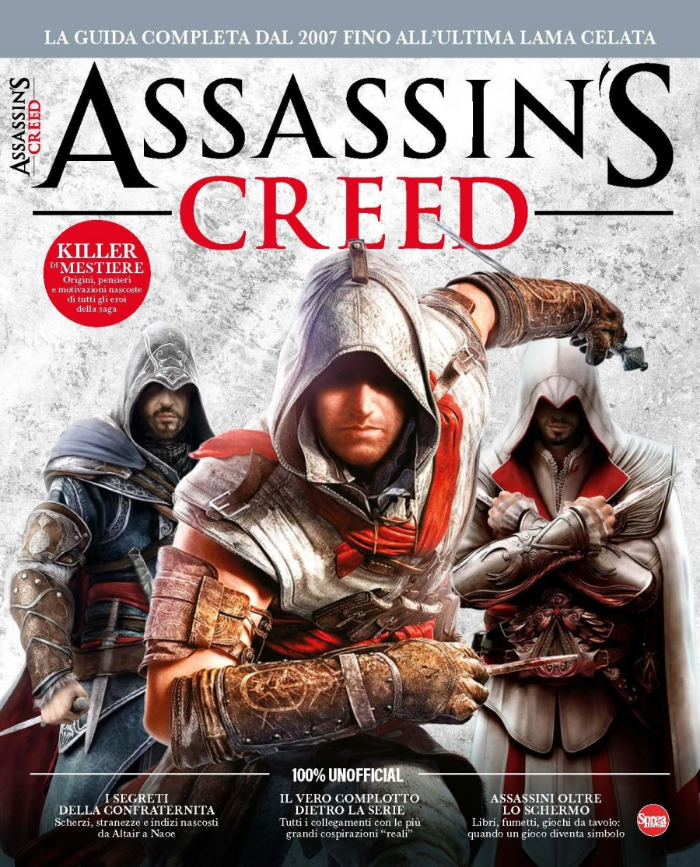 LA GUIDA COMPLETA DAL 2007 FINO ALL'ULTIMA LAMA CELATA
ASSASSIN'S
CREED
ASSASSIN'S
CREED
KILLER
DI MESTIERE
Origini, pensieri
e motivazioni nascoste
di tutti gli eroi
della saga
100% UNOFFICIAL
I SEGRETI
DELLA CONFRATERNITA
Scherzi, stranezze e indizi nascosti
da Altair a Naoe
IL VERO COMPLOTTO
DIETRO LA SERIE
Tutti i collegamenti con le più
grandi cospirazioni “reali”
ASSASSINI OLTRE
LO SCHERMO
Libri, fumetti, giochi da tavolo:
quando un gioco diventa simbolo
Sprea